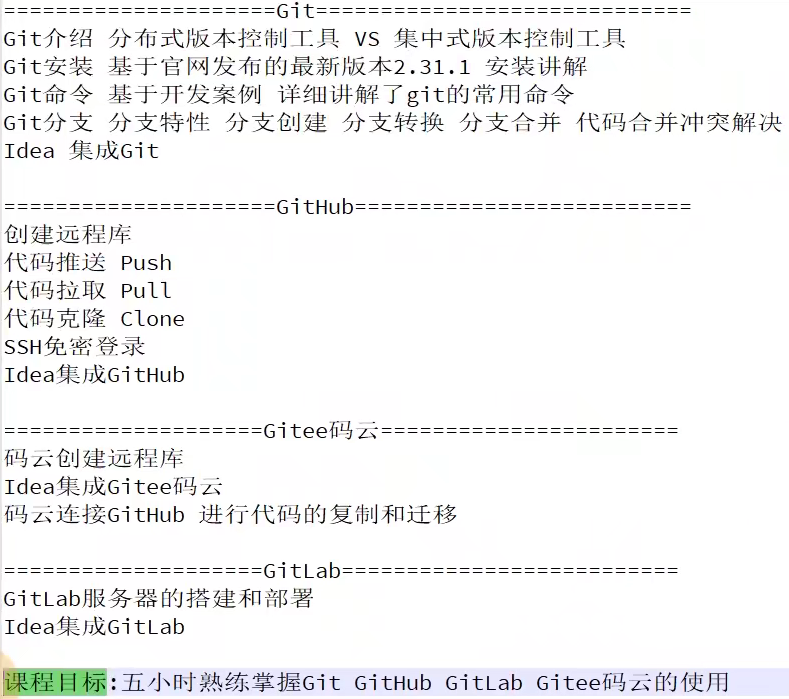 =====================Git=============================
Git介绍 分布式版本控制工具 VS 集中式版本控制工具
Git安装 基于官网发布的最新版本2.31.1 安装讲解
Git命令 基于开发案例 详细讲解了git的常用命令
Git分支 分支特性 分支创建 分支转换 分支合并 代码合并冲突解决
Idea 集成Git
=====================GitHub==========================
创建远程库
代码推送 Push
代码拉取 Pull
代码克隆 Clone
SSH免密登录
Idea集成GitHub
====================Gitee码云=======================
码云创建远程库
Idea集成Gitee码云
码云连接GitHub 进行代码的复制和迁移
====================GitLab==========================
GitLab服务器的搭建和部署
Idea集成GitLab
课程目标:五小时熟练掌握Git GitHub GitLab Gitee码云的使用